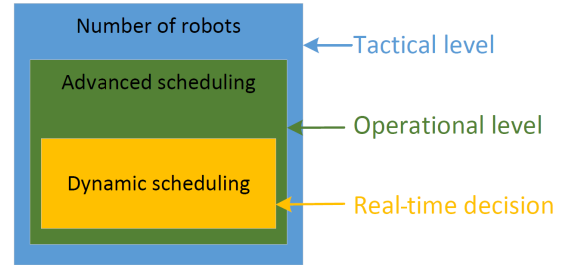 Number of robots
Tactical level
Advanced scheduling
Operational level
Dynamic scheduling
Real-time decision